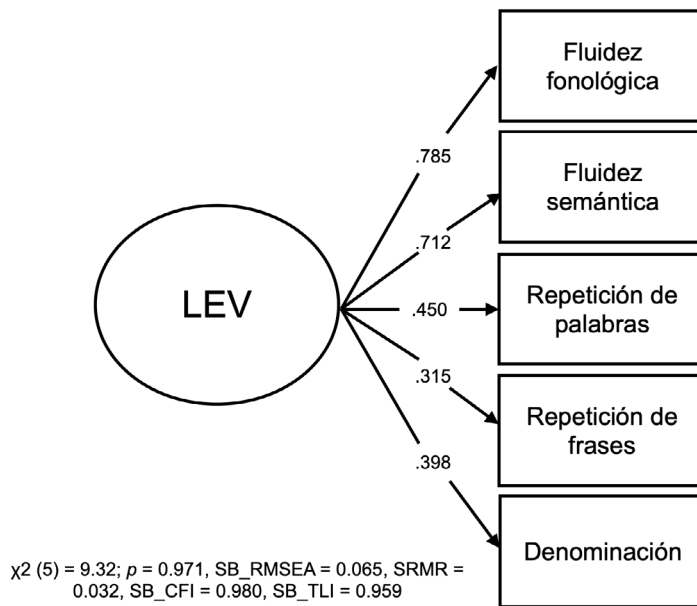 Fluidez
fonológica
.785
Fluidez
semántica
.712
LEV
.450
Repetición de
palabras
.315
Repetición de
frases
.398
Denominación
χ2 (5) = 9.32; p = 0.971, SB_RMSEA = 0.065, SRMR =
0.032, SB_CFI = 0.980, SB_TLI = 0.959